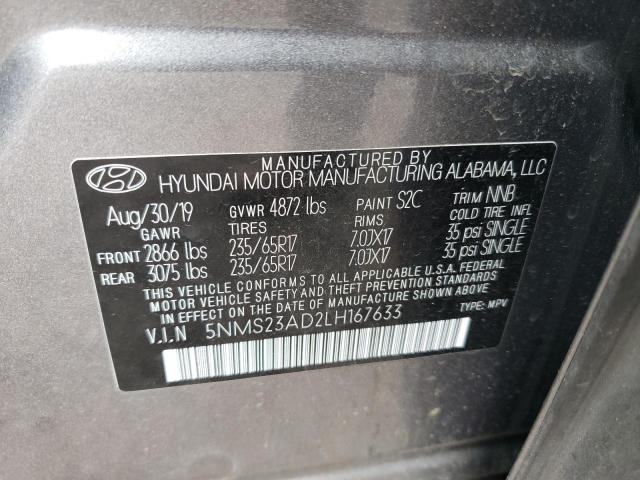 MANUFACTURED BY
HYUNDAI MOTOR MANUFACTURING ALABAMA, LLC
Aug/30/19 GVWR 4872 lbs PAINT S2C TRIM NNB
GAWR TIRES RIMS COLD TIRE INFL
FRONT 2866 lbs 235/65R17 7.0JX17 35 psi SINGLE
REAR 3075 lbs 235/65R17 7.0JX17 35 psi SINGLE
THIS VEHICLE CONFORMS TO ALL APPLICABLE U.S.A. FEDERAL
MOTOR VEHICLE SAFETY, BUMPER, AND THEFT
PREVENTION STANDARDS IN EFFECT ON THE
DATE OF MANUFACTURE SHOWN ABOVE.
V.I.N 5NMS23AD2LH167633 TYPE: MPV